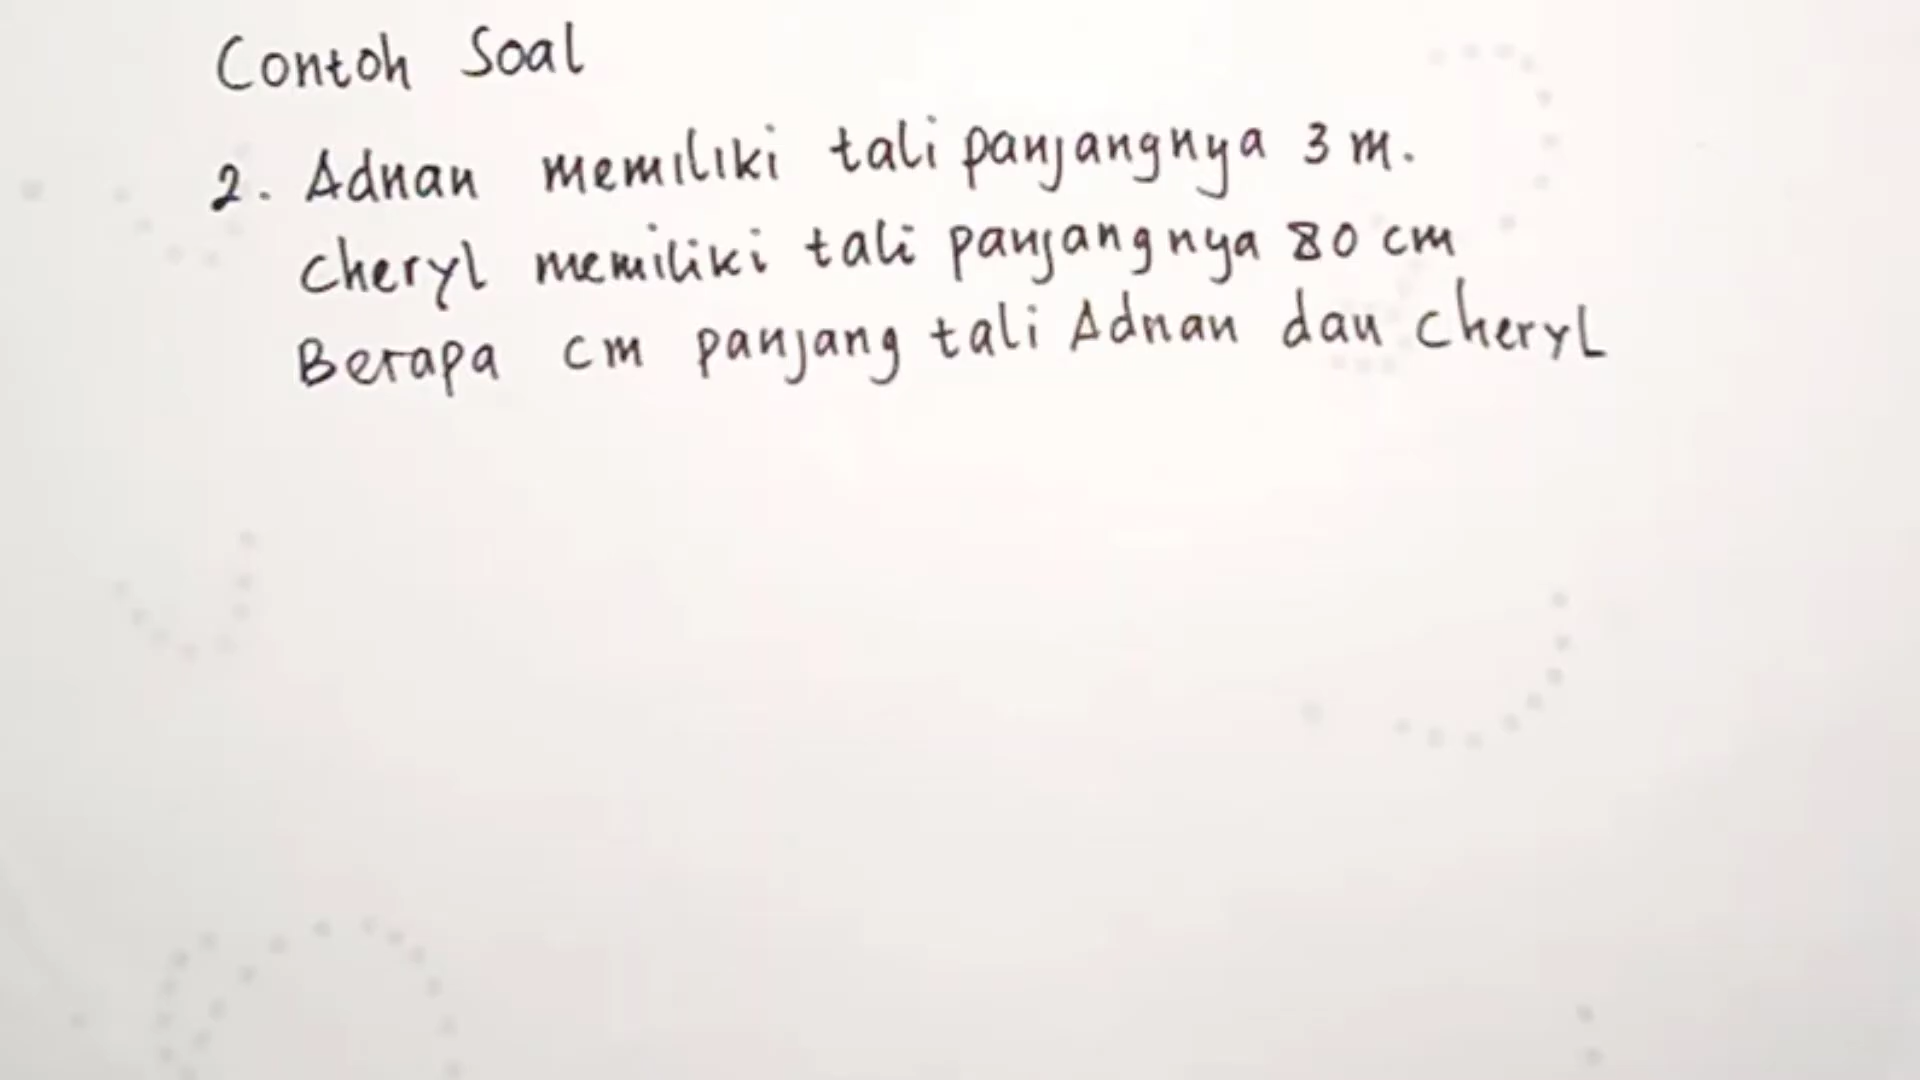 Contoh Soal
2. Adnan memiliki tali panjangnya 3 m.
Cheryl memiliki tali panjangnya 80 cm
Berapa cm panjang tali Adnan dan Cheryl